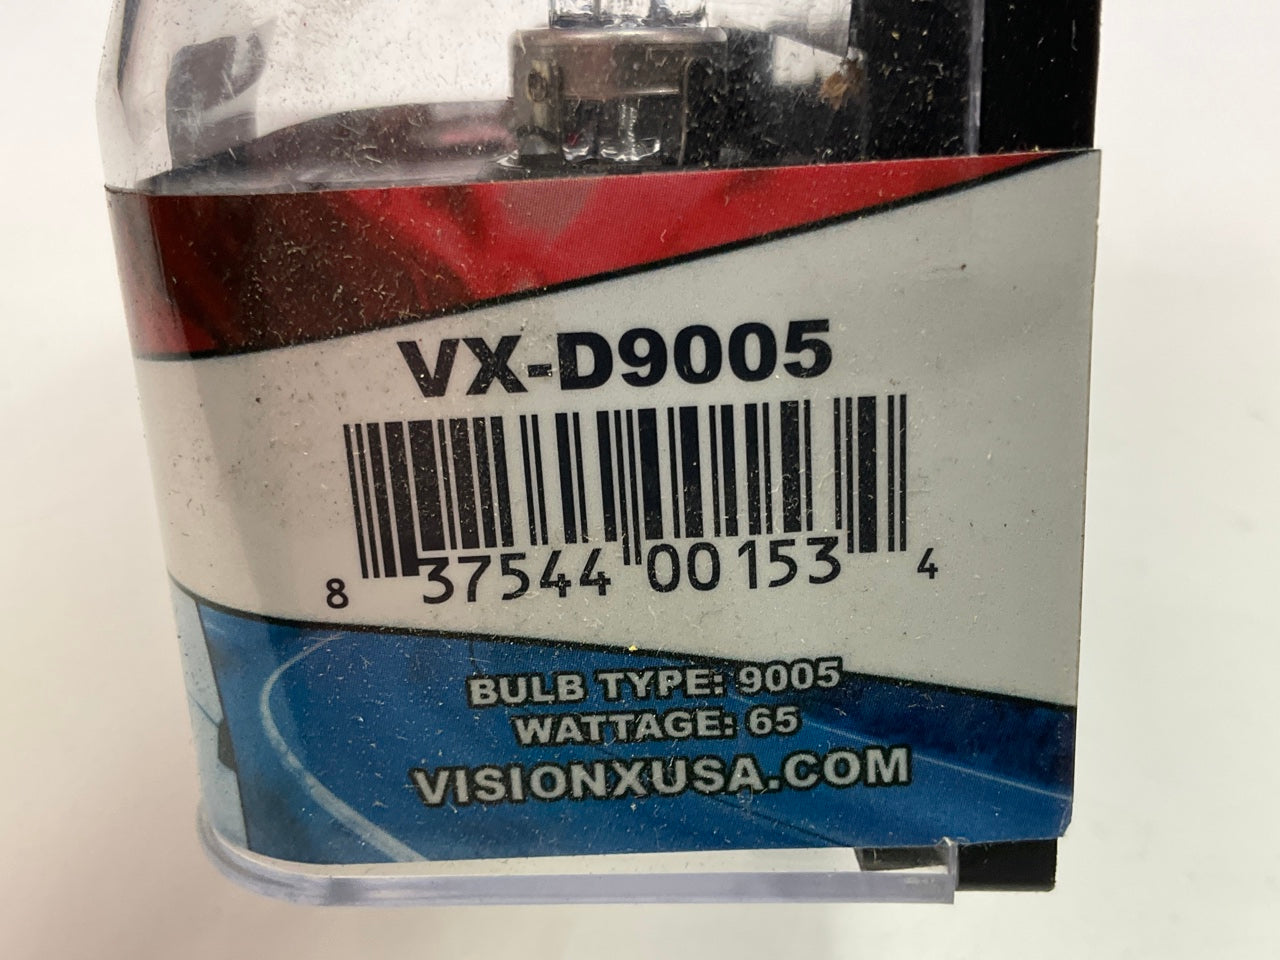 VX-D9005
8 37544 00153 4
BULB TYPE: 9005
WATTAGE: 65
VISIONXUSA.COM